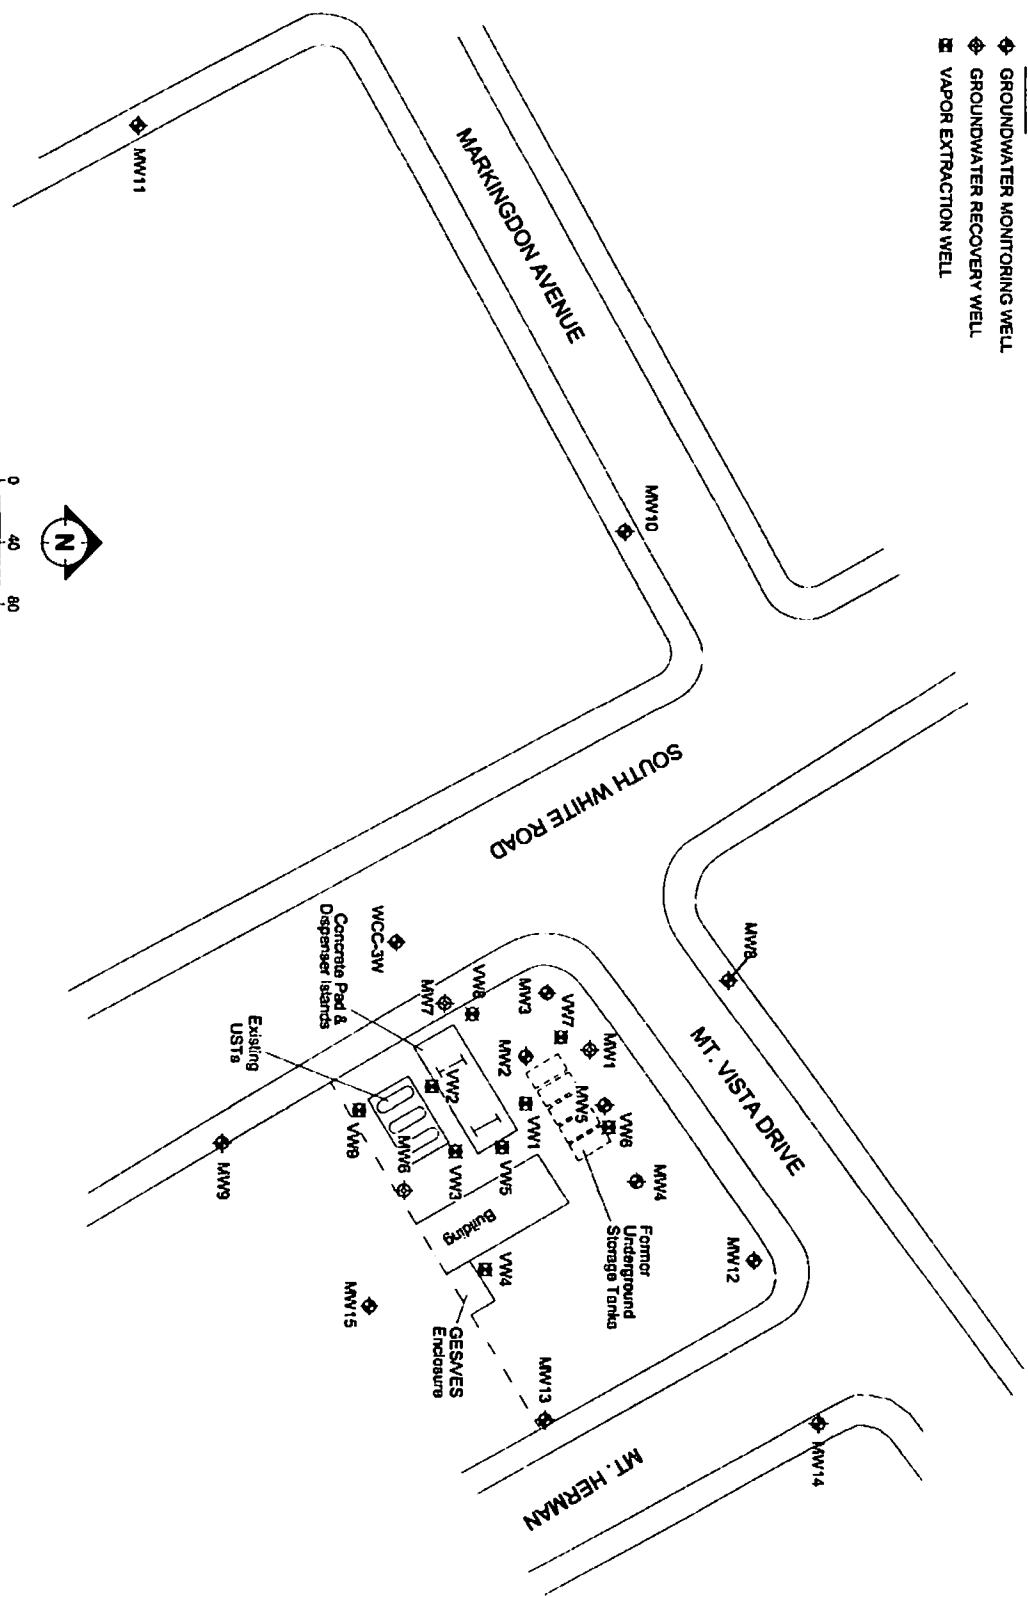 GROUNDWATER MONITORING WELL
GROUNDWATER RECOVERY WELL
VAPOR EXTRACTION WELL
MARKINGDON AVENUE
SOUTH WHITE ROAD
MT. VISTA DRIVE
MT. HERMAN
MW11
MW10
MW8
MW12
MW14
MW13
MW4
MW1
MW3
VW7
MW2
MW5
VW6
VW1
VW8
MW7
WCC-3W
VW2
VW5
VW3
MW6
VW9
MW9
VW4
MW15
Former
Underground
Storage Tanks
Concrete Pad &
Dispenser Islands
Existing
USTs
Building
GES/VES
Enclosure
N
0
40
80